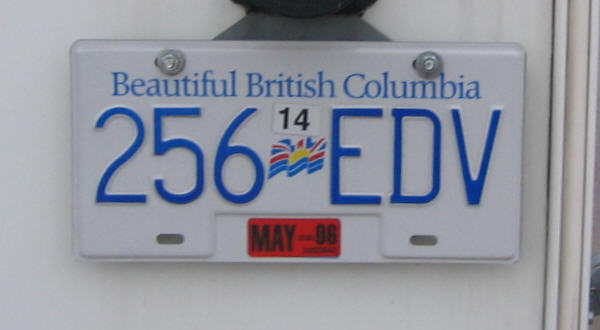 Beautiful British Columbia
14
256 EDV
MAY 06